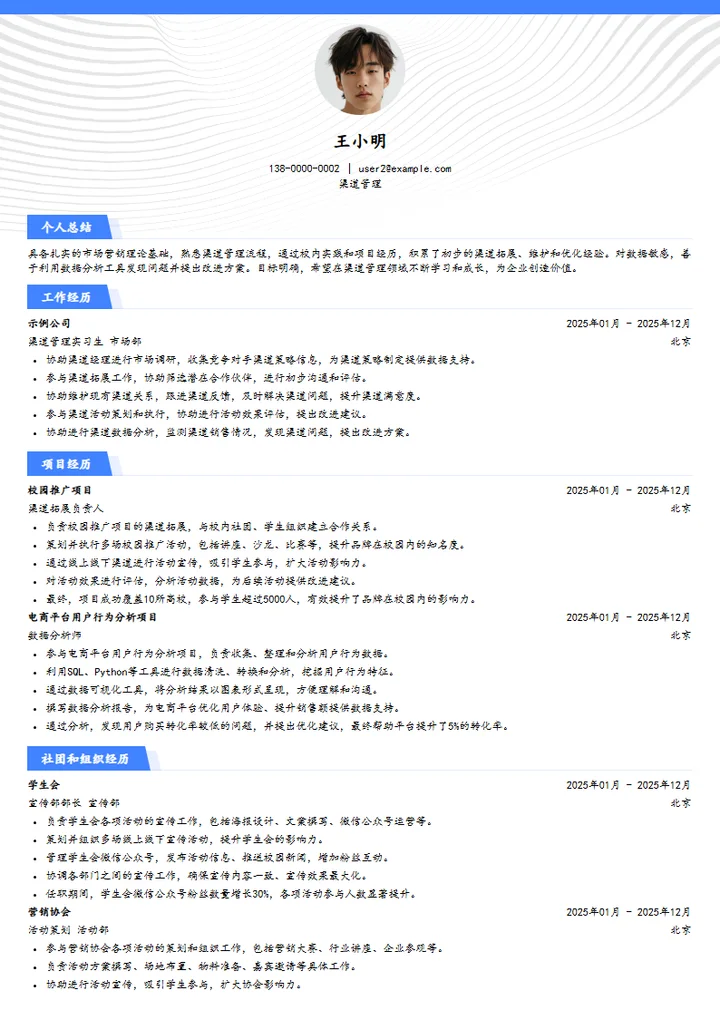 王小明
138-0000-0002 | user2@example.com
渠道管理
个人总结
具备扎实的市场营销理论基础，熟悉渠道管理流程，通过校内实践和项目经历，积累了初步的渠道拓展、维护和优化经验。对数据敏感，善
于利用数据分析工具发现问题并提出改进方案。目标明确，希望在渠道管理领域不断学习和成长，为企业创造价值。
工作经历
示例公司 2025年01月 - 2025年12月
渠道管理实习生 市场部 北京
• 协助渠道经理进行市场调研，收集竞争对手渠道策略信息，为渠道策略制定提供数据支持。
• 参与渠道拓展工作，协助筛选潜在合作伙伴，进行初步沟通和评估。
• 协助维护现有渠道关系，跟进渠道反馈，及时解决渠道问题，提升渠道满意度。
• 参与渠道活动策划和执行，协助进行活动效果评估，提出改进建议。
• 协助进行渠道数据分析，监测渠道销售情况，发现渠道问题，提出改进方案。
项目经历
校园推广项目 2025年01月 - 2025年12月
渠道拓展负责人 北京
• 负责校园推广项目的渠道拓展，与校内社团、学生组织建立合作关系。
• 策划并执行多场校园推广活动，包括讲座、沙龙、比赛等，提升品牌在校园内的知名度。
• 通过线上线下渠道进行活动宣传，吸引学生参与，扩大活动影响力。
• 对活动效果进行评估，分析活动数据，为后续活动提供改进建议。
• 最终，项目成功覆盖10所高校，参与学生超过5000人，有效提升了品牌在校园内的影响力。
电商平台用户行为分析项目 2025年01月 - 2025年12月
数据分析师 北京
• 参与电商平台用户行为分析项目，负责收集、整理和分析用户行为数据。
• 利用SQL、Python等工具进行数据清洗、转换和分析，挖掘用户行为特征。
• 通过数据可视化工具，将分析结果以图表形式呈现，方便理解和沟通。
• 撰写数据分析报告，为电商平台优化用户体验、提升销售额提供数据支持。
• 通过分析，发现用户购买转化率较低的问题，并提出优化建议，最终帮助平台提升了5%的转化率。
社团和组织经历
学生会 2025年01月 - 2025年12月
宣传部部长 宣传部 北京
• 负责学生会各项活动的宣传工作，包括海报设计、文案撰写、微信公众号运营等。
• 策划并组织多场线上线下宣传活动，提升学生会的影响力。
• 管理学生会微信公众号，发布活动信息、推送校园新闻，增加粉丝互动。
• 协调各部门之间的宣传工作，确保宣传内容一致、宣传效果最大化。
• 任职期间，学生会微信公众号粉丝数量增长30%，各项活动参与人数显著提升。
营销协会 2025年01月 - 2025年12月
活动策划 活动部 北京
• 参与营销协会各项活动的策划和组织工作，包括营销大赛、行业讲座、企业参观等。
• 负责活动方案撰写、场地布置、物料准备、嘉宾邀请等具体工作。
• 协助进行活动宣传，吸引学生参与，扩大协会影响力。